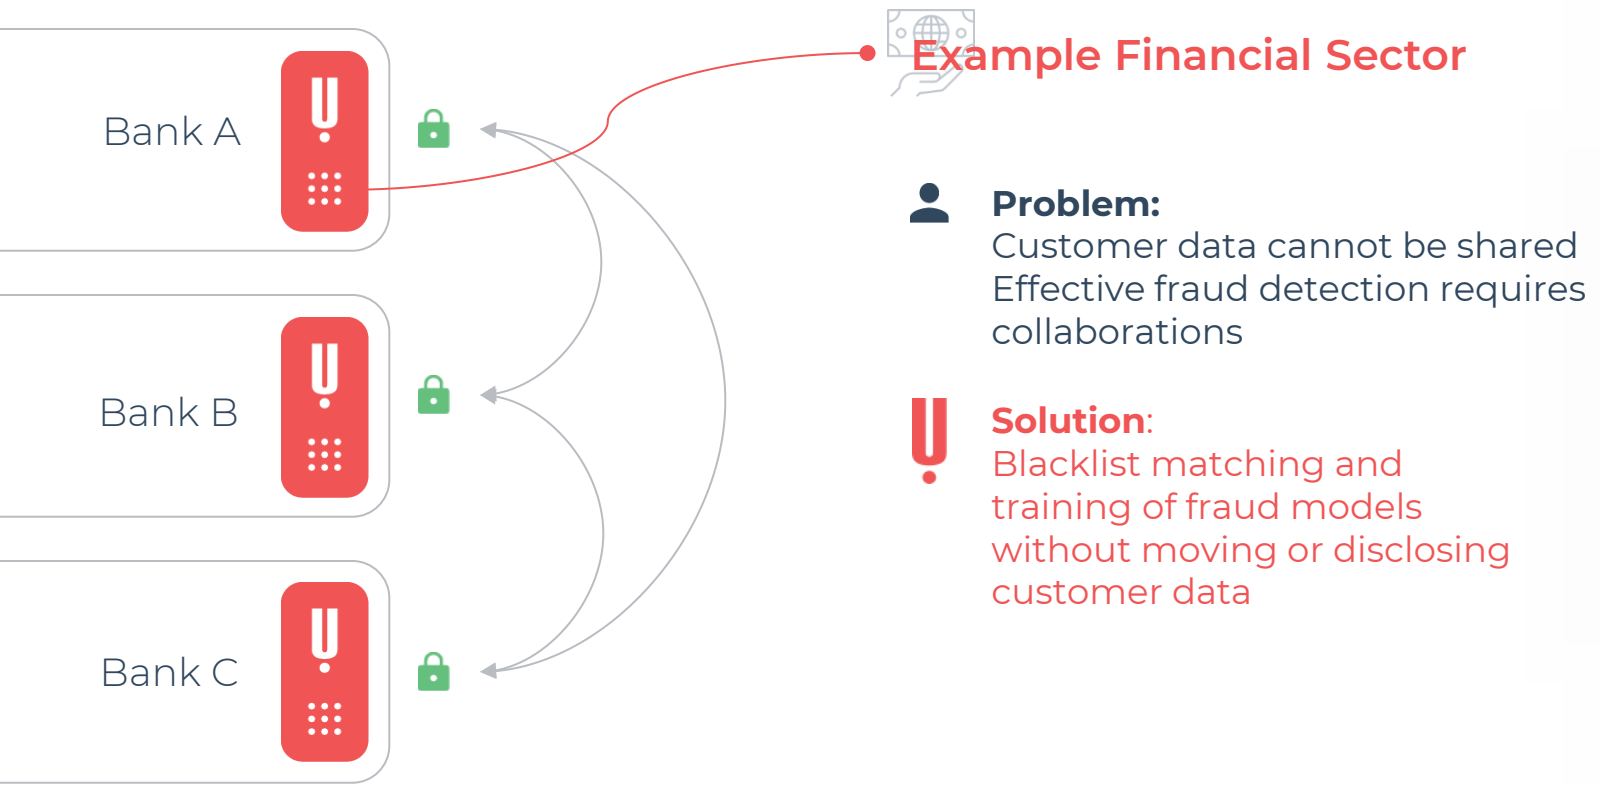 Example Financial Sector
Bank A
Bank B
Bank C
Problem:
Customer data cannot be shared
Effective fraud detection requires
collaborations
Solution:
Blacklist matching and
training of fraud models
without moving or disclosing
customer data